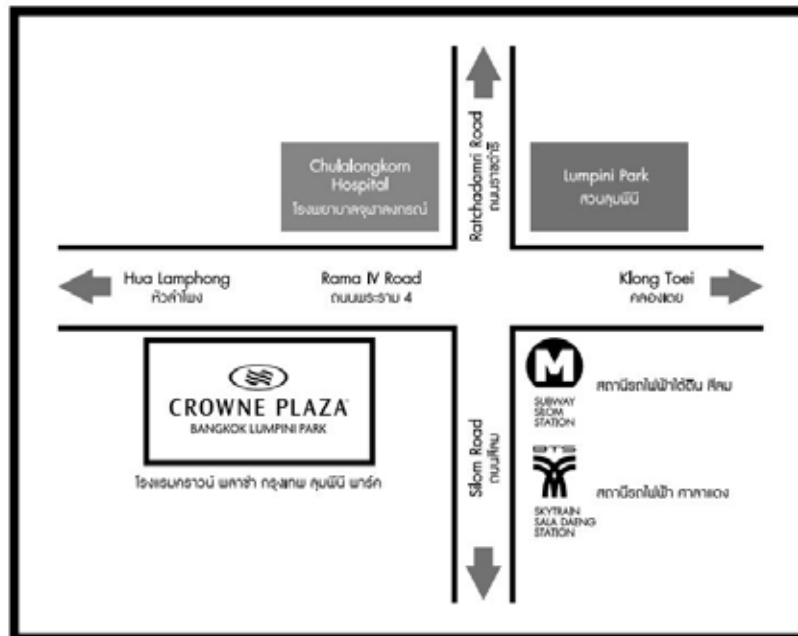 Ratchadamri Road
ถนนราชดำริ
Chulalongkorn
Hospital
โรงพยาบาลจุฬาลงกรณ์
Lumpini Park
สวนลุมพินี
Hua Lamphong
หัวลำโพง
Rama IV Road
ถนนพระราม 4
Klong Toei
คลองเตย
CROWNE PLAZA
BANGKOK LUMPINI PARK
โรงแรมคราวน์ พลาซ่า กรุงเทพ ลุมพินี พาร์ค
Silom Road
ถนนสีลม
M
SUBWAY
SILOM
STATION
สถานีรถไฟฟ้าใต้ดิน สีลม
BTS
SKYTRAIN
SALA DAENG
STATION
สถานีรถไฟฟ้า ศาลาแดง